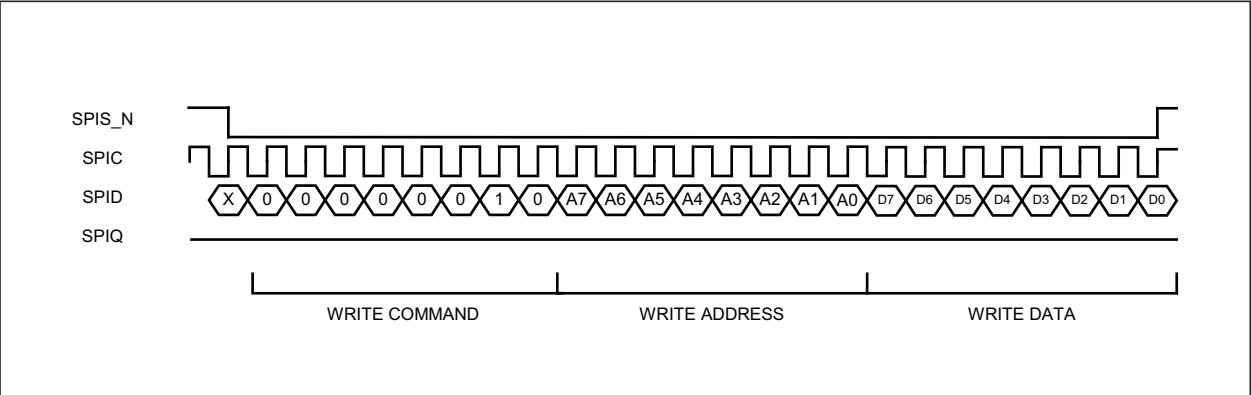 SPIS_N
SPIC
SPID X 0 0 0 0 0 0 1 0 A7 A6 A5 A4 A3 A2 A1 A0 D7 D6 D5 D4 D3 D2 D1 D0
SPIQ
WRITE COMMAND WRITE ADDRESS WRITE DATA